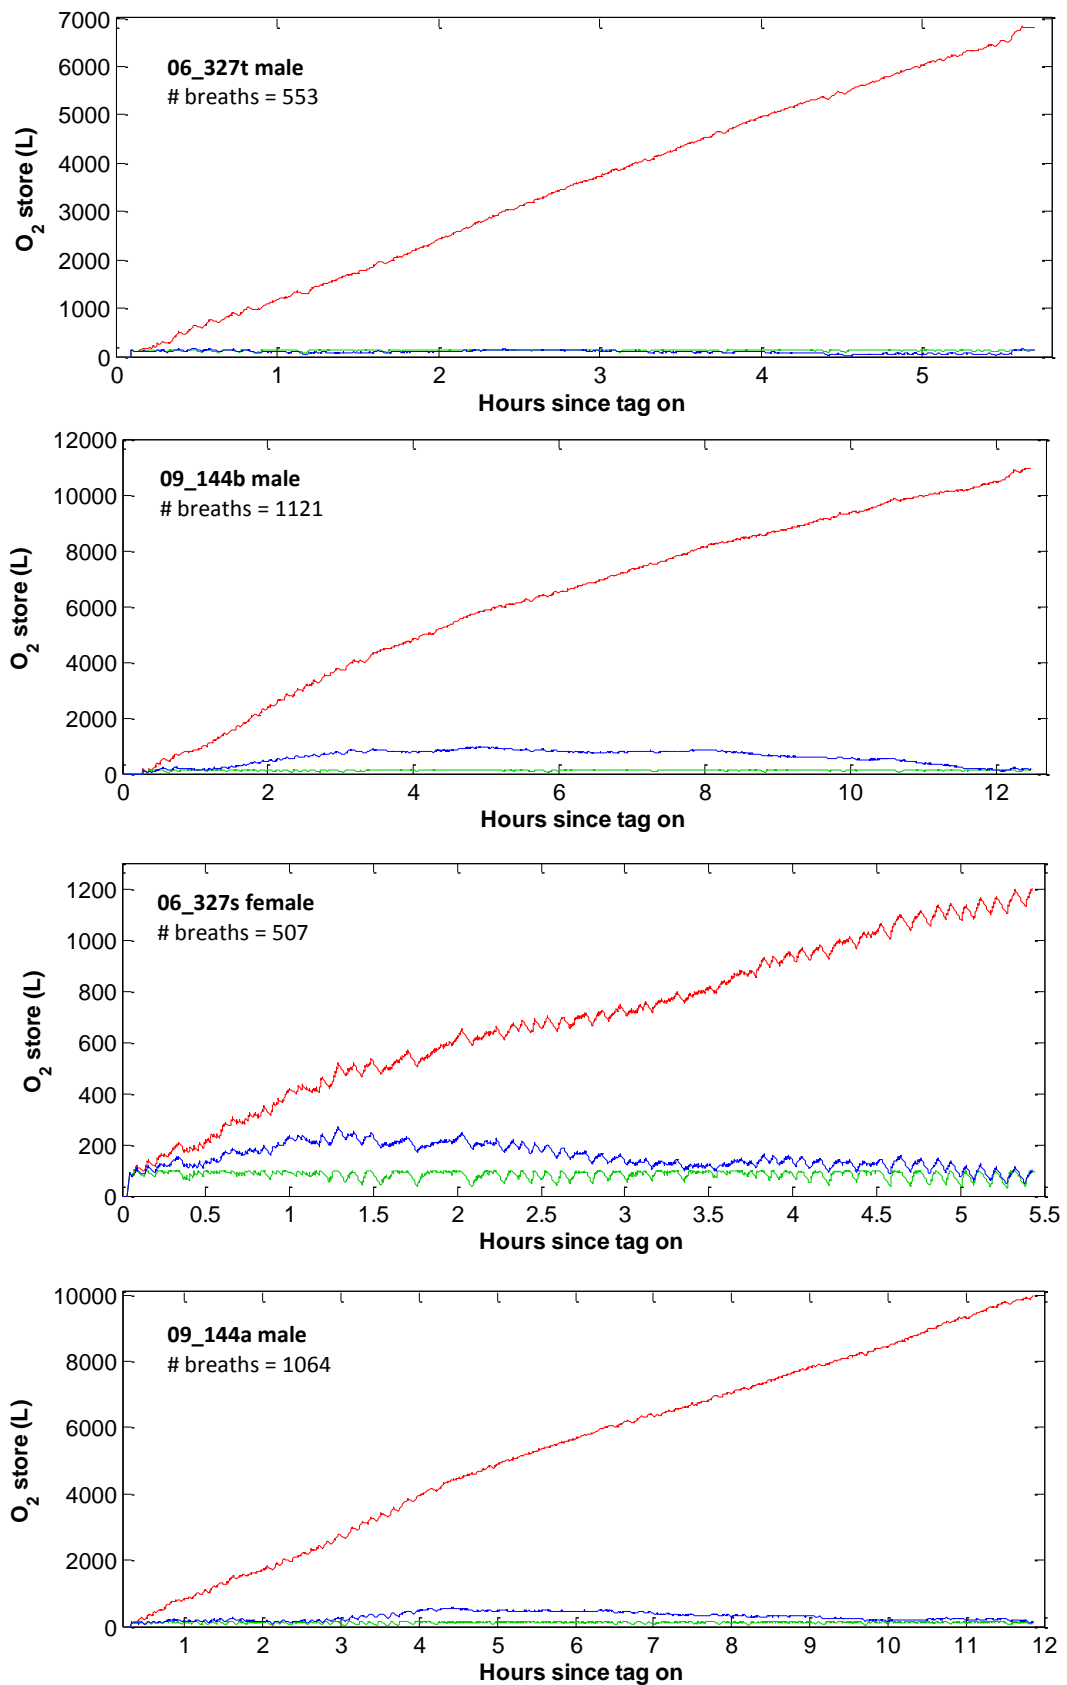 7000
6000
5000
4000
3000
2000
1000
0
O2 store (L)
06_327t male
# breaths = 553
0 1 2 3 4 5
Hours since tag on
12000
10000
8000
6000
4000
2000
0
O2 store (L)
09_144b male
# breaths = 1121
0 2 4 6 8 10 12
Hours since tag on
1200
1000
800
600
400
200
0
O2 store (L)
06_327s female
# breaths = 507
0 0.5 1 1.5 2 2.5 3 3.5 4 4.5 5 5.5
Hours since tag on
10000
8000
6000
4000
2000
0
O2 store (L)
09_144a male
# breaths = 1064
1 2 3 4 5 6 7 8 9 10 11 12
Hours since tag on